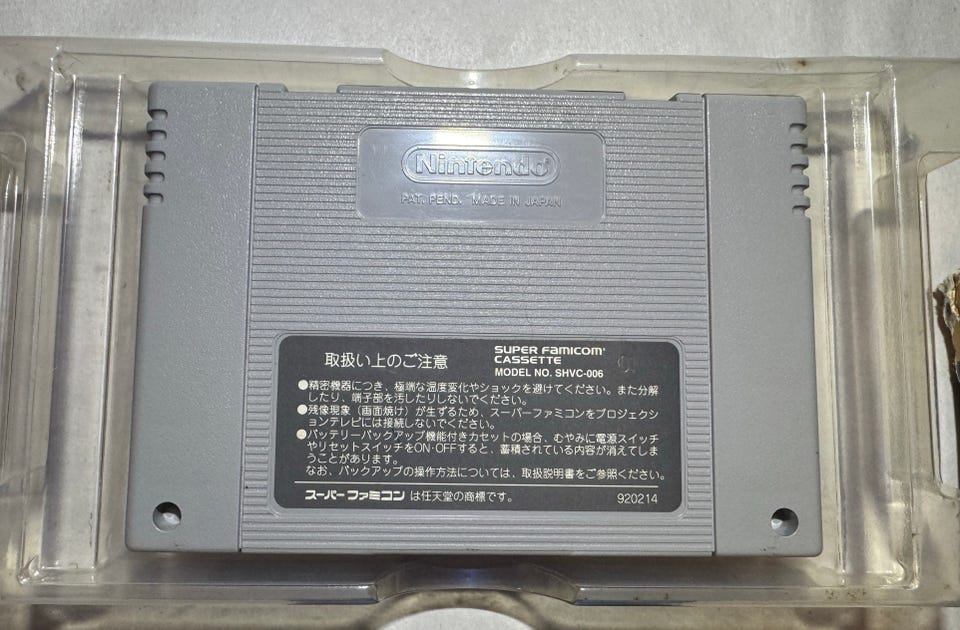 Nintendo
PAT. PEND. MADE IN JAPAN
取扱い上のご注意
SUPER FAMICOM
CASSETTE
MODEL NO. SHVC-006
●精密機器につき、極端な温度変化やショックを避けてください。また分解
したり、端子部を汚したりしないでください。
●残像現象（画面焼け）が生ずるため、スーパーファミコンをプロジェクシ
ョンテレビには接続しないでください。
●バッテリーバックアップ機能付きカセットの場合、むやみに電源スイッチ
やリセットスイッチをON・OFFすると、蓄積されている内容が消えてしま
うことがあります。
なお、バックアップの操作方法については、取扱説明書をご参照ください。
スーパーファミコン は任天堂の商標です。
920214